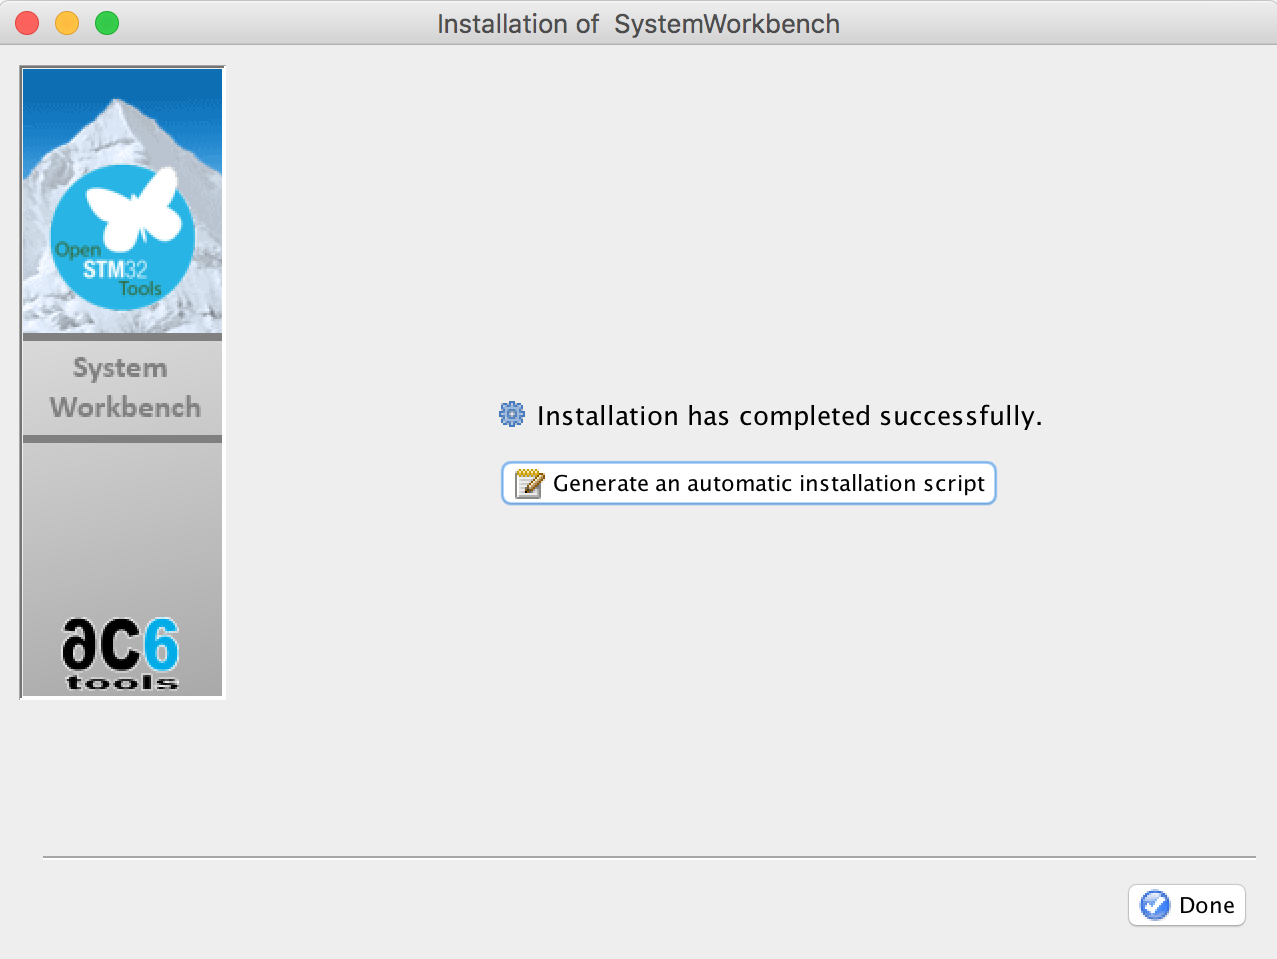 Installation of  SystemWorkbench
Open
STM32
Tools
System
Workbench
ac6
tools
Installation has completed successfully.
Generate an automatic installation script
Done